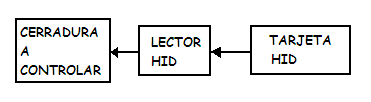 CERRADURA
A
CONTROLAR
LECTOR
HID
TARJETA
HID